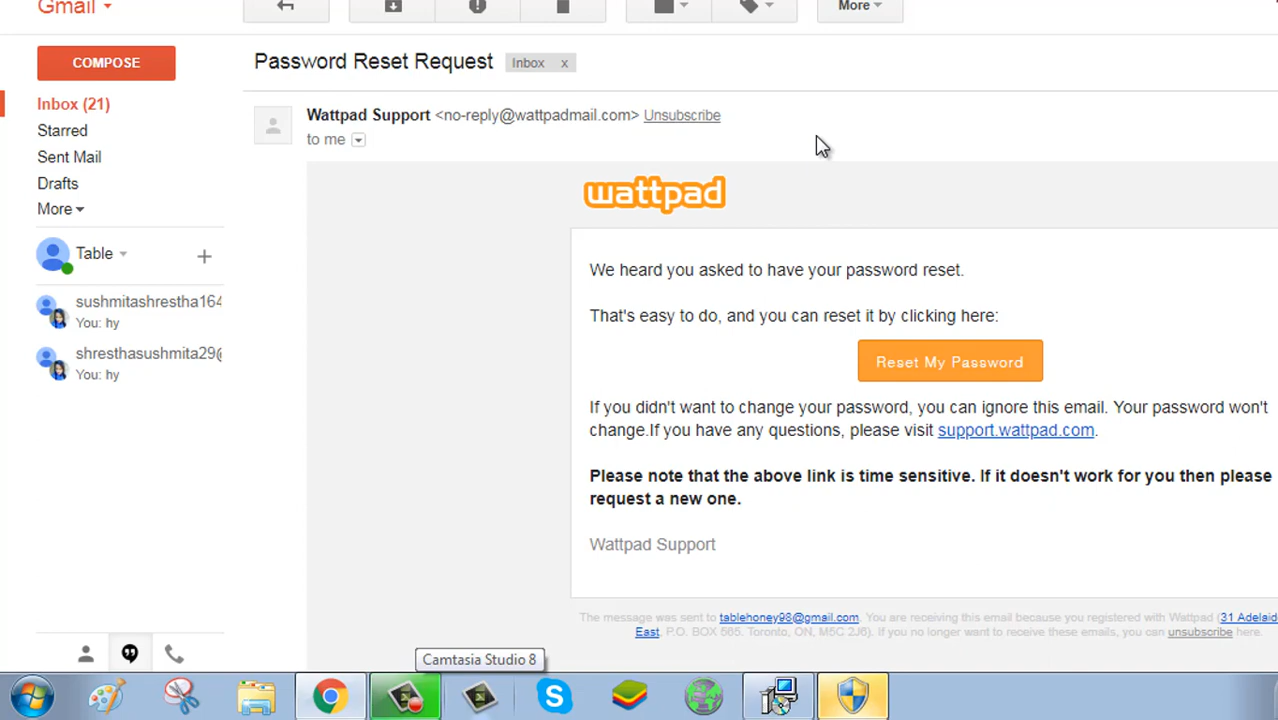 Gmail
More
COMPOSE
Password Reset Request Inbox x
Inbox (21)
Starred
Sent Mail
Drafts
More
Wattpad Support <no-reply@wattpadmail.com> Unsubscribe
to me
wattpad
Table +
sushmitashrestha164
You: hy
shresthasushmita29@
You: hy
We heard you asked to have your password reset.
That's easy to do, and you can reset it by clicking here:
Reset My Password
If you didn't want to change your password, you can ignore this email. Your password won't
change.If you have any questions, please visit support.wattpad.com.
Please note that the above link is time sensitive. If it doesn't work for you then please
request a new one.
Wattpad Support
The message was sent to tablehoney98@gmail.com. You are receiving this email because you registered with Wattpad (31 Adelaid
East, P.O. BOX 565. Toronto, ON, M5C 2J6). If you no longer want to receive these emails, you can unsubscribe here.
Camtasia Studio 8